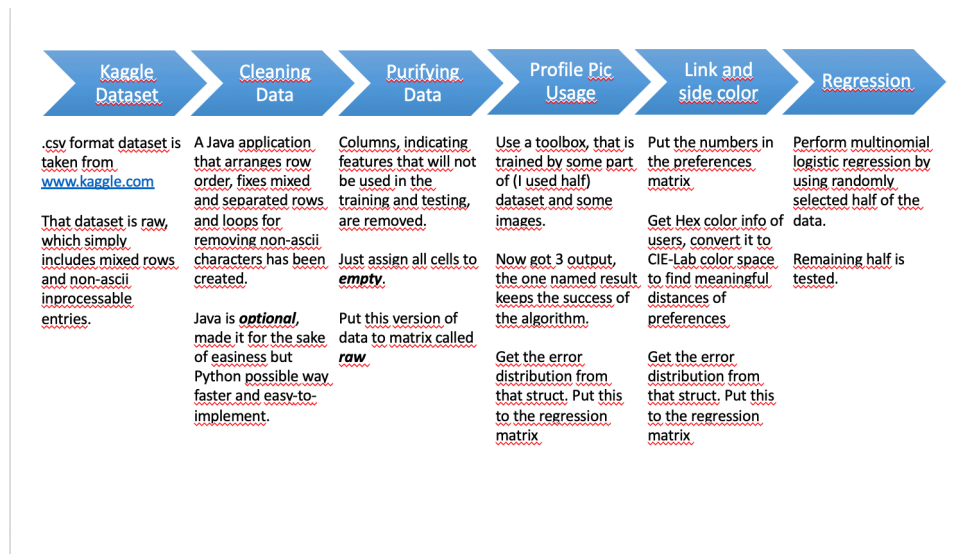 Kaggle
Dataset
Cleaning
Data
Purifying
Data
Profile Pic
Usage
Link and
side color
Regression
.csv format dataset is
taken from
www.kaggle.com
That dataset is raw,
which simply
includes mixed rows
and non-ascii
inprocessable
entries.
A Java application
that arranges row
order, fixes mixed
and separated rows
and loops for
removing non-ascii
characters has been
created.
Java is optional,
made it for the sake
of easiness but
Python possible way
faster and easy-to-
implement.
Columns, indicating
features that will not
be used in the
training and testing,
are removed.
Just assign all cells to
empty.
Put this version of
data to matrix called
raw
Use a toolbox, that is
trained by some part
of (I used half)
dataset and some
images.
Now got 3 output,
the one named result
keeps the success of
the algorithm.
Get the error
distribution from
that struct. Put this
to the regression
matrix
Put the numbers in
the preferences
matrix
Get Hex color info of
users, convert it to
CIE-Lab color space
to find meaningful
distances of
preferences
Get the error
distribution from
that struct. Put this
to the regression
matrix
Perform multinomial
logistic regression by
using randomly
selected half of the
data.
Remaining half is
tested.